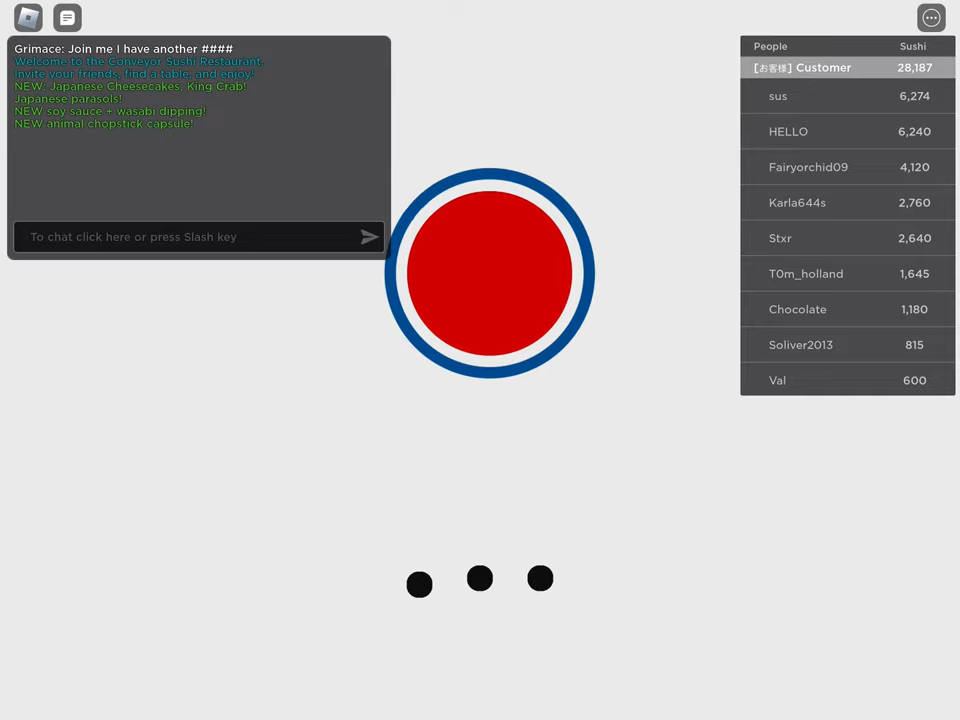 Grimace: Join me I have another ####
Welcome to the Conveyor Sushi Restaurant.
Invite your friends, find a table, and enjoy!
NEW: Japanese Cheesecakes, King Crab!
Japanese parasols!
NEW soy sauce + wasabi dipping!
NEW animal chopstick capsule!
To chat click here or press Slash key
People Sushi
[お客様] Customer 28,187
sus 6,274
HELLO 6,240
Fairyorchid09 4,120
Karla644s 2,760
Stxr 2,640
T0m_holland 1,645
Chocolate 1,180
Soliver2013 815
Val 600